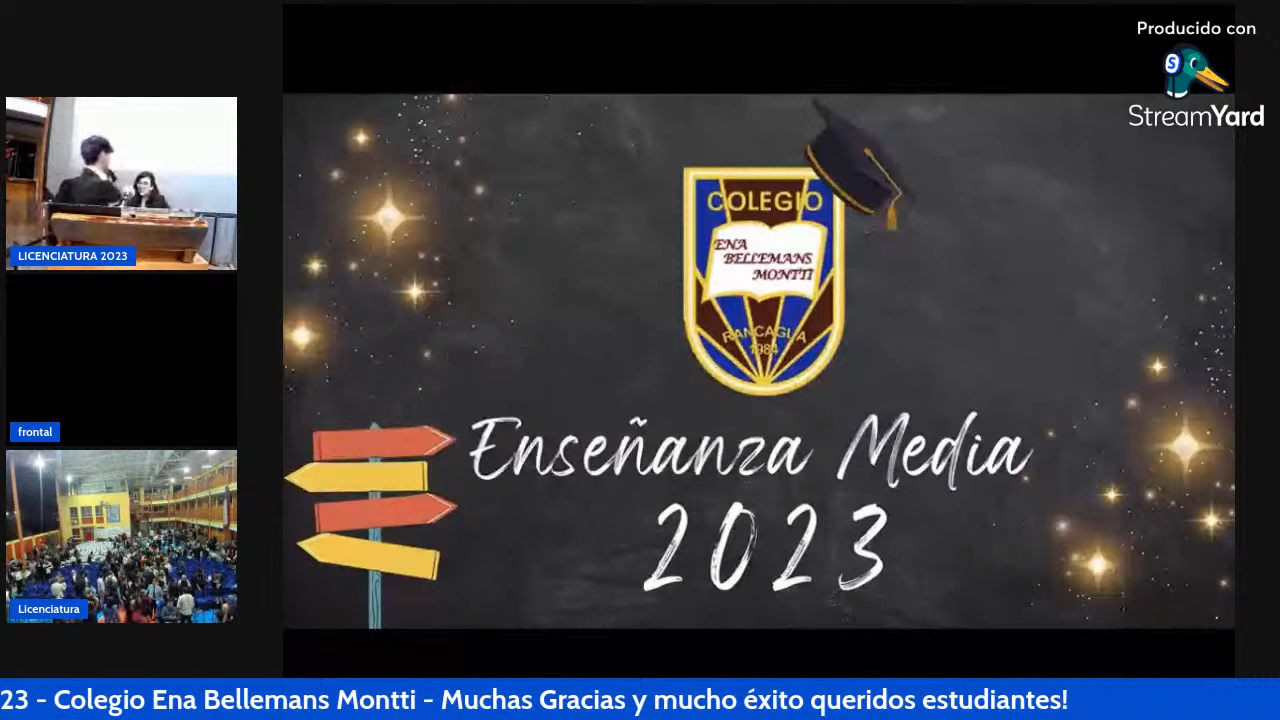 Producido con
StreamYard
LICENCIATURA 2023
frontal
Licenciatura
COLEGIO
ENA
BELLEMANS
MONTTI
RANCAGUA
1984
Enseñanza Media
2023
23 - Colegio Ena Bellemans Montti - Muchas Gracias y mucho éxito queridos estudiantes!